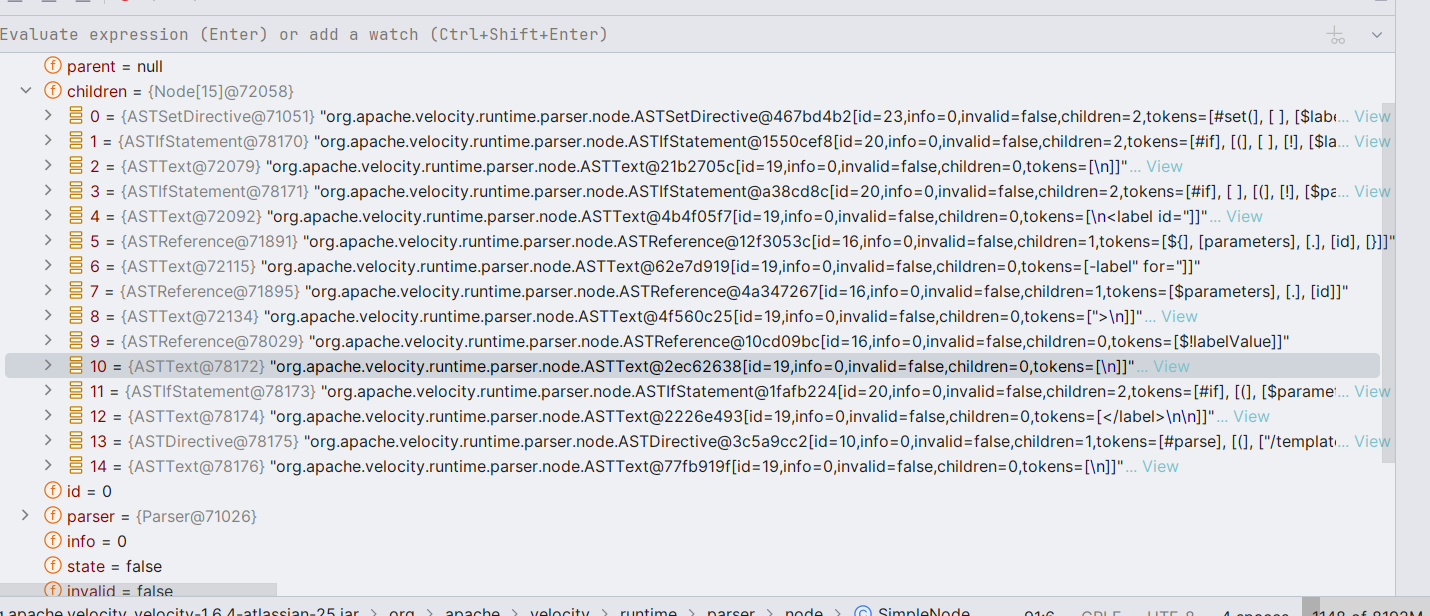 Evaluate expression (Enter) or add a watch (Ctrl+Shift+Enter)
parent = null
children = {Node[15]@72058}
0 = {ASTSetDirective@71051} "org.apache.velocity.runtime.parser.node.ASTSetDirective@467bd4b2[id=23,info=0,invalid=false,children=2,tokens=[#set(], [ ], [$labe... View
1 = {ASTIfStatement@78170} "org.apache.velocity.runtime.parser.node.ASTIfStatement@1550cef8[id=20,info=0,invalid=false,children=2,tokens=[#if], [(], [ ], [!], [$la... View
2 = {ASTText@72079} "org.apache.velocity.runtime.parser.node.ASTText@21b2705c[id=19,info=0,invalid=false,children=0,tokens=[\n]]"... View
3 = {ASTIfStatement@78171} "org.apache.velocity.runtime.parser.node.ASTIfStatement@a38cd8c[id=20,info=0,invalid=false,children=2,tokens=[#if], [ ], [(], [!], [$pa... View
4 = {ASTText@72092} "org.apache.velocity.runtime.parser.node.ASTText@4b4f05f7[id=19,info=0,invalid=false,children=0,tokens=[\n<label id="]]"... View
5 = {ASTReference@71891} "org.apache.velocity.runtime.parser.node.ASTReference@12f3053c[id=16,info=0,invalid=false,children=1,tokens=[${], [parameters], [.], [id], [}]]"
6 = {ASTText@72115} "org.apache.velocity.runtime.parser.node.ASTText@62e7d919[id=19,info=0,invalid=false,children=0,tokens=[-label" for="]]"
7 = {ASTReference@71895} "org.apache.velocity.runtime.parser.node.ASTReference@4a347267[id=16,info=0,invalid=false,children=1,tokens=[$parameters], [.], [id]]"
8 = {ASTText@72134} "org.apache.velocity.runtime.parser.node.ASTText@4f560c25[id=19,info=0,invalid=false,children=0,tokens=[">\n]]"... View
9 = {ASTReference@78029} "org.apache.velocity.runtime.parser.node.ASTReference@10cd09bc[id=16,info=0,invalid=false,children=0,tokens=[$!labelValue]]"
10 = {ASTText@78172} "org.apache.velocity.runtime.parser.node.ASTText@2ec62638[id=19,info=0,invalid=false,children=0,tokens=[\n]]"... View
11 = {ASTIfStatement@78173} "org.apache.velocity.runtime.parser.node.ASTIfStatement@1fafb224[id=20,info=0,invalid=false,children=2,tokens=[#if], [(], [$parame... View
12 = {ASTText@78174} "org.apache.velocity.runtime.parser.node.ASTText@2226e493[id=19,info=0,invalid=false,children=0,tokens=[</label>\n\n]]"... View
13 = {ASTDirective@78175} "org.apache.velocity.runtime.parser.node.ASTDirective@3c5a9cc2[id=10,info=0,invalid=false,children=1,tokens=[#parse], [(], ["/templat... View
14 = {ASTText@78176} "org.apache.velocity.runtime.parser.node.ASTText@77fb919f[id=19,info=0,invalid=false,children=0,tokens=[\n]]"... View
id = 0
parser = {Parser@71026}
info = 0
state = false
invalid = false
g.apache.velocity.velocity-1.6.4-atlassian-25.jar > org > apache > velocity > runtime > parser > node > SimpleNode 91:6 CRLF UTF-8 4 spaces 1148 of 8192M